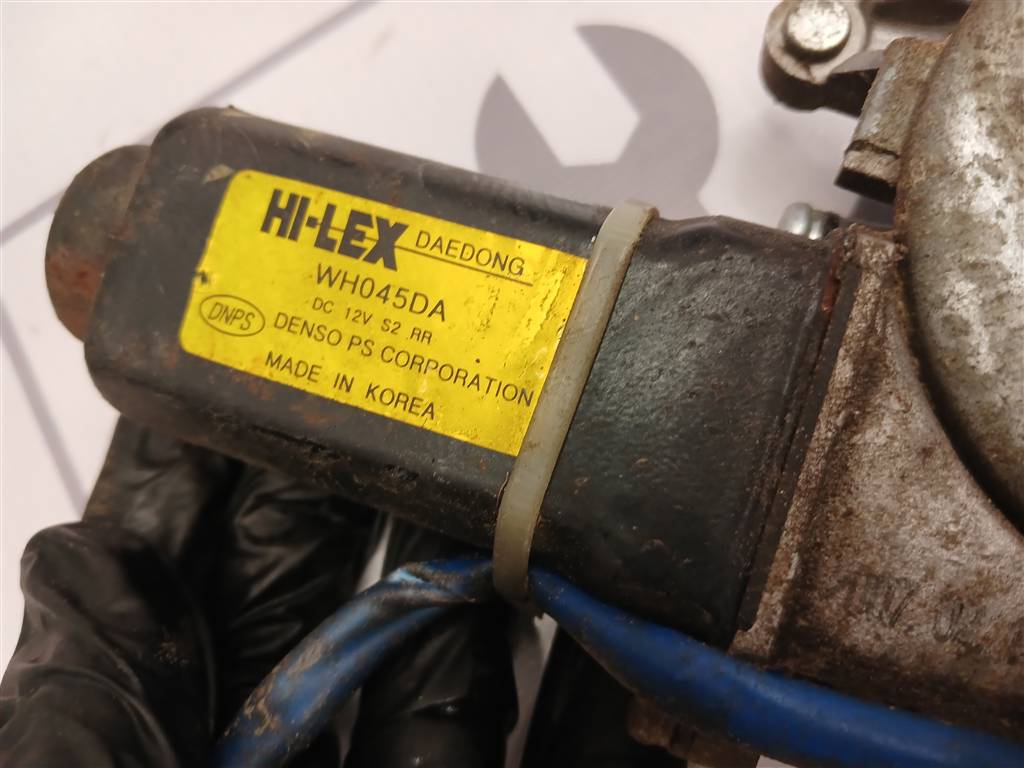 HI-LEX DAEDONG
WH045DA
DC 12V S2 RR
DNPS DENSO PS CORPORATION
MADE IN KOREA